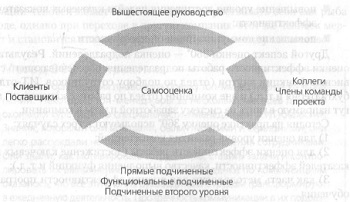 Вышестоящее руководство
Клиенты
Поставщики
Самооценка
Коллеги
Члены команды
проекта
Прямые подчиненные
Функциональные подчиненные
Подчиненные второго уровня